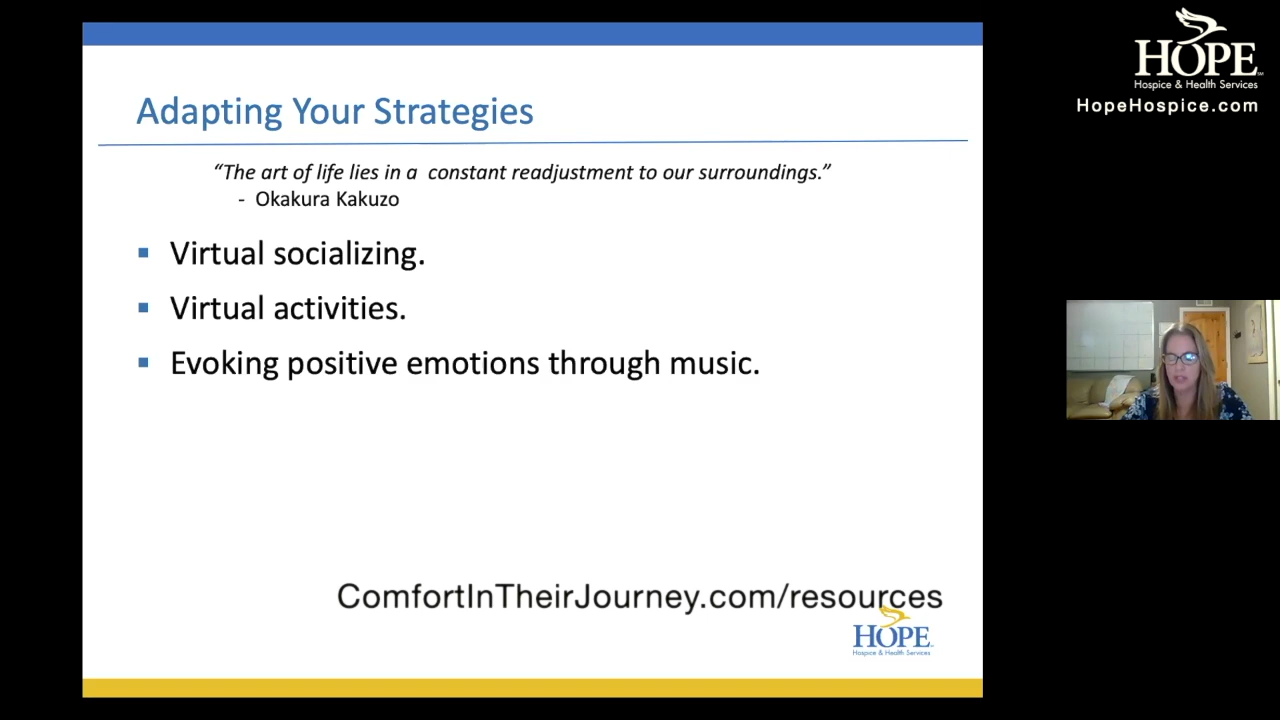 Adapting Your Strategies
“The art of life lies in a constant readjustment to our surroundings.”
- Okakura Kakuzo
▪ Virtual socializing.
▪ Virtual activities.
▪ Evoking positive emotions through music.
ComfortInTheirJourney.com/resources
HOPE
Hospice & Health Services
HOPE
Hospice & Health Services
HopeHospice.com